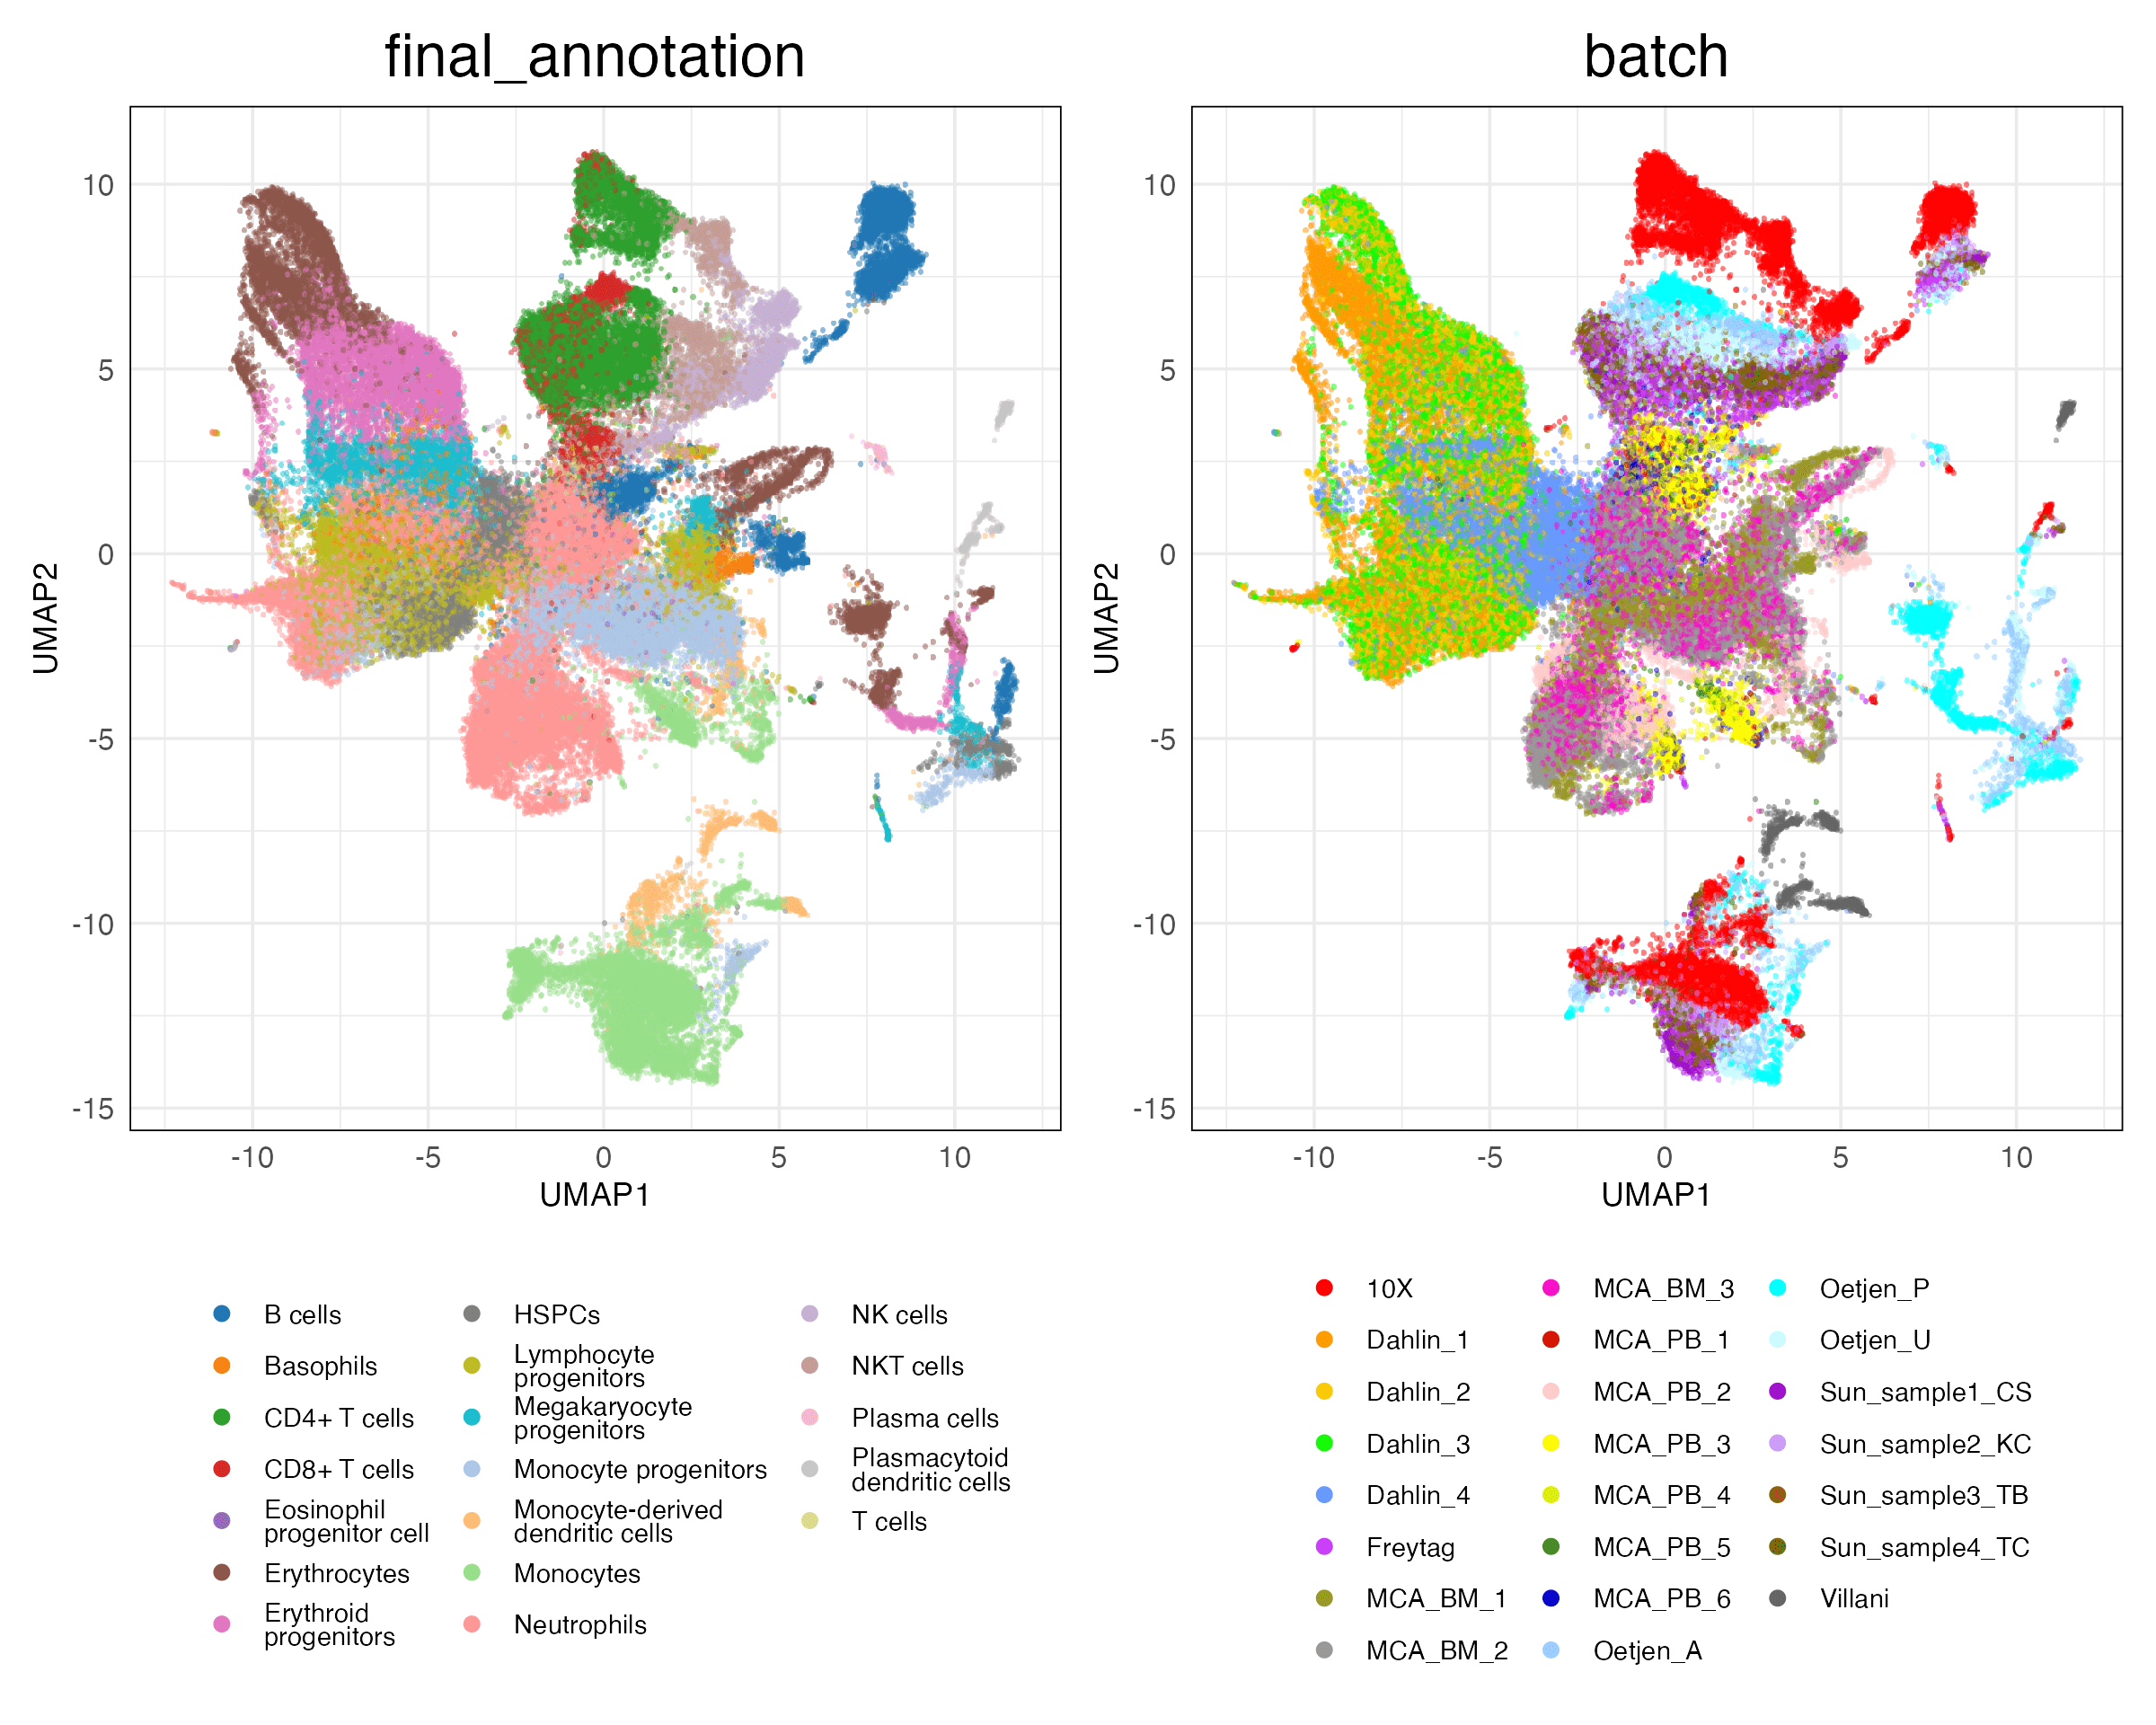 final_annotation
10
5
0
-5
-10
-15
-10
-5
0
5
10
UMAP1
UMAP2
B cells
Basophils
CD4+ T cells
CD8+ T cells
Eosinophil
progenitor cell
Erythrocytes
Erythroid
progenitors
HSPCs
Lymphocyte
progenitors
Megakaryocyte
progenitors
Monocyte progenitors
Monocyte-derived
dendritic cells
Monocytes
Neutrophils
NK cells
NKT cells
Plasma cells
Plasmacytoid
dendritic cells
T cells
batch
10
5
0
-5
-10
-15
-10
-5
0
5
10
UMAP1
UMAP2
10X
Dahlin_1
Dahlin_2
Dahlin_3
Dahlin_4
Freytag
MCA_BM_1
MCA_BM_2
MCA_BM_3
MCA_PB_1
MCA_PB_2
MCA_PB_3
MCA_PB_4
MCA_PB_5
MCA_PB_6
Oetjen_A
Oetjen_P
Oetjen_U
Sun_sample1_CS
Sun_sample2_KC
Sun_sample3_TB
Sun_sample4_TC
Villani